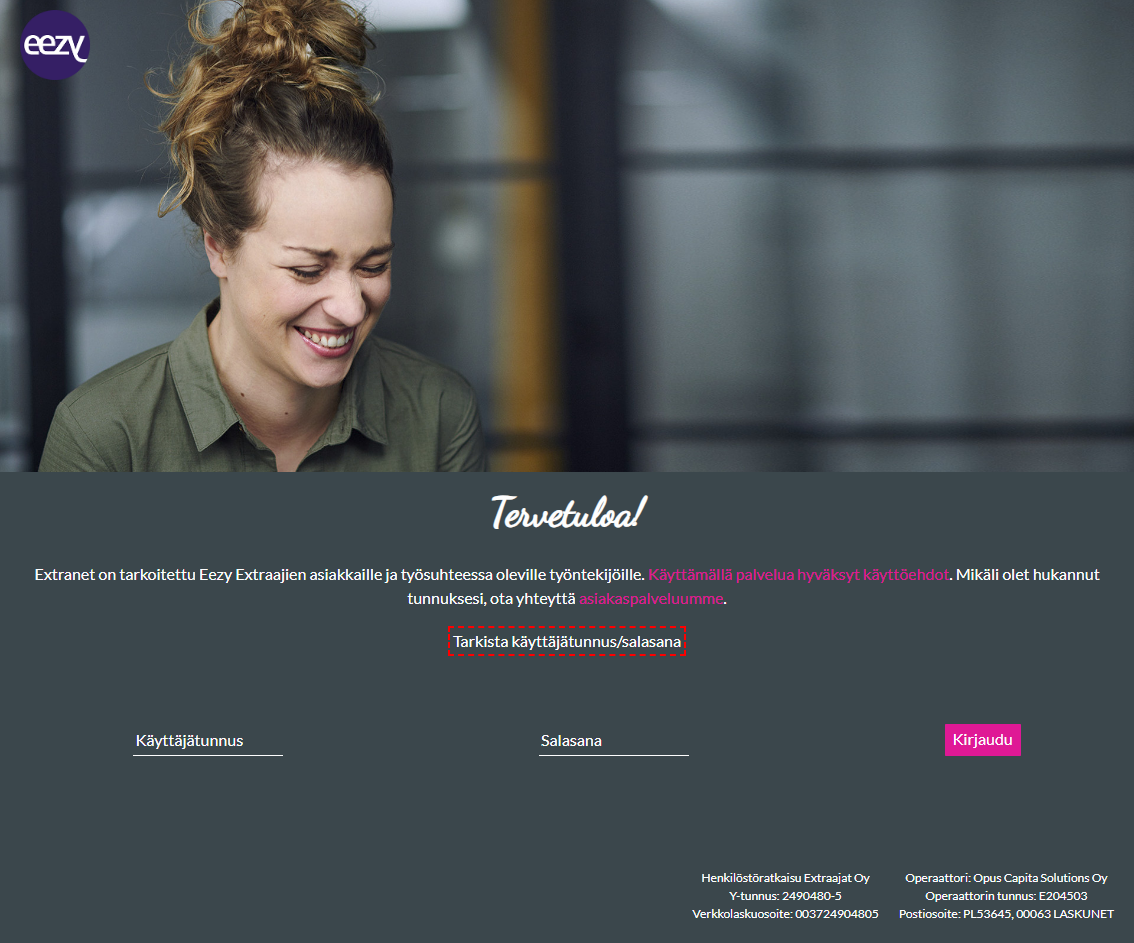 eezy
Tervetuloa!
Extranet on tarkoitettu Eezy Extraajien asiakkaille ja työsuhteessa oleville työntekijöille. Käyttämällä palvelua hyväksyt käyttöehdot. Mikäli olet hukannut
tunnuksesi, ota yhteyttä asiakaspalveluumme.
Tarkista käyttäjätunnus/salasana
Käyttäjätunnus
Salasana
Kirjaudu
Henkilöstöratkaisu Extraajat Oy
Y-tunnus: 2490480-5
Verkkolaskuosoite: 003724904805
Operaattori: Opus Capita Solutions Oy
Operaattorin tunnus: E204503
Postiosoite: PL53645, 00063 LASKUNET